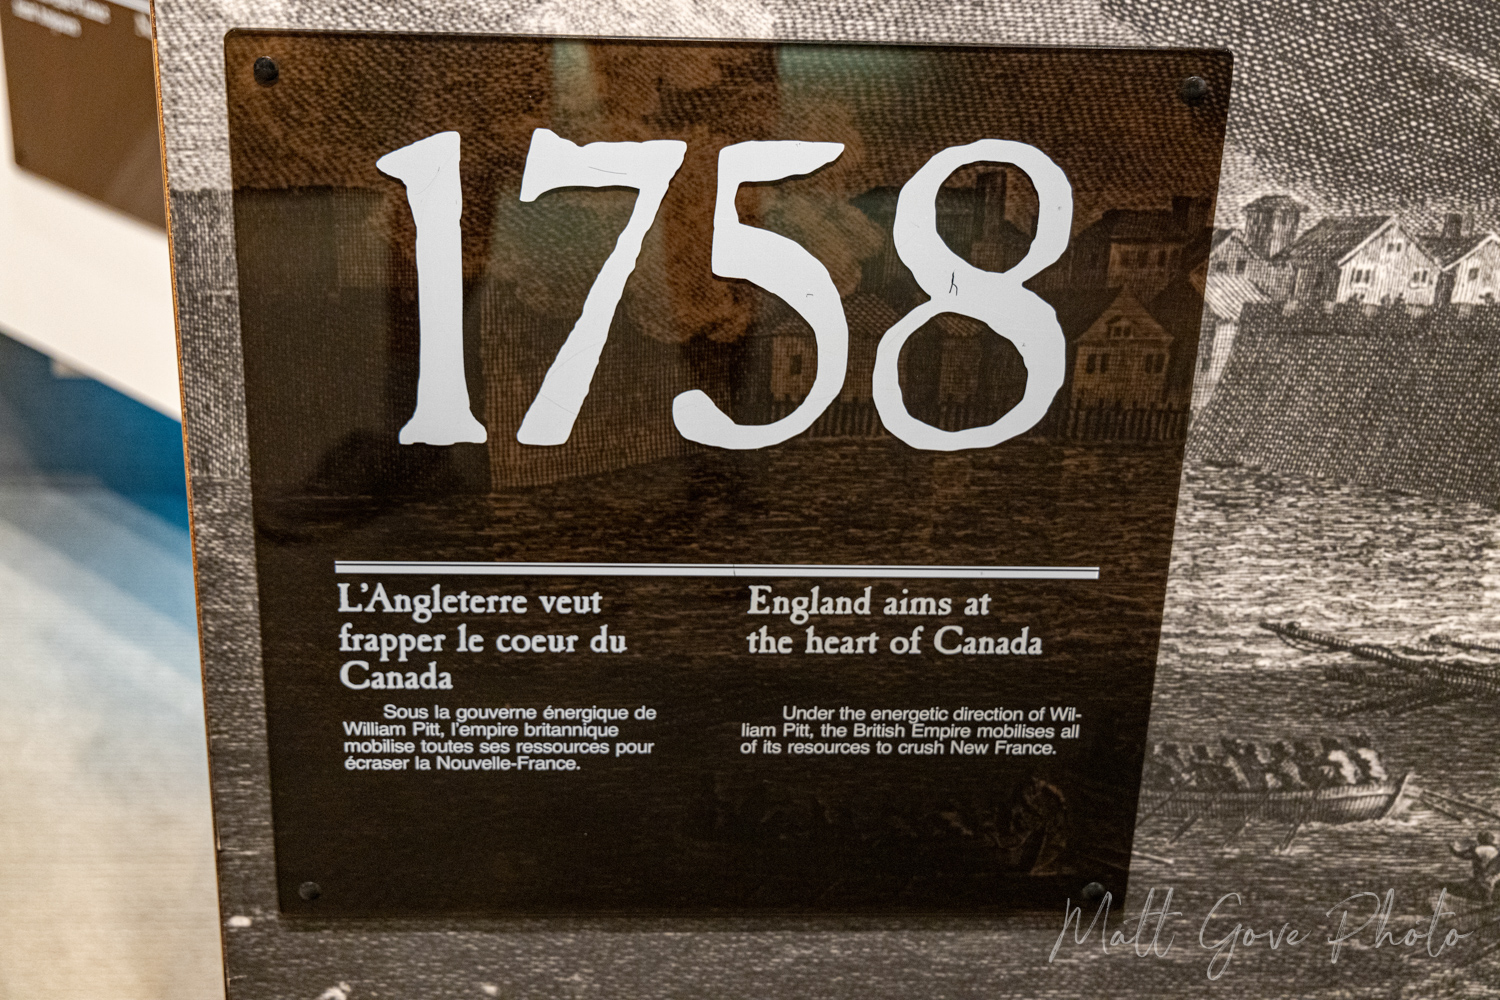 1758
L'Angleterre veut
frapper le coeur du
Canada
Sous la gouverne énergique de
William Pitt, l'empire britannique
mobilise toutes ses ressources pour
écraser la Nouvelle-France.
England aims at
the heart of Canada
Under the energetic direction of Wil-
liam Pitt, the British Empire mobilises all
of its resources to crush New France.
Matt Gove Photo